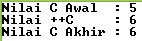 Nilai C Awal  : 5
Nilai ++C     : 6
Nilai C Akhir : 6